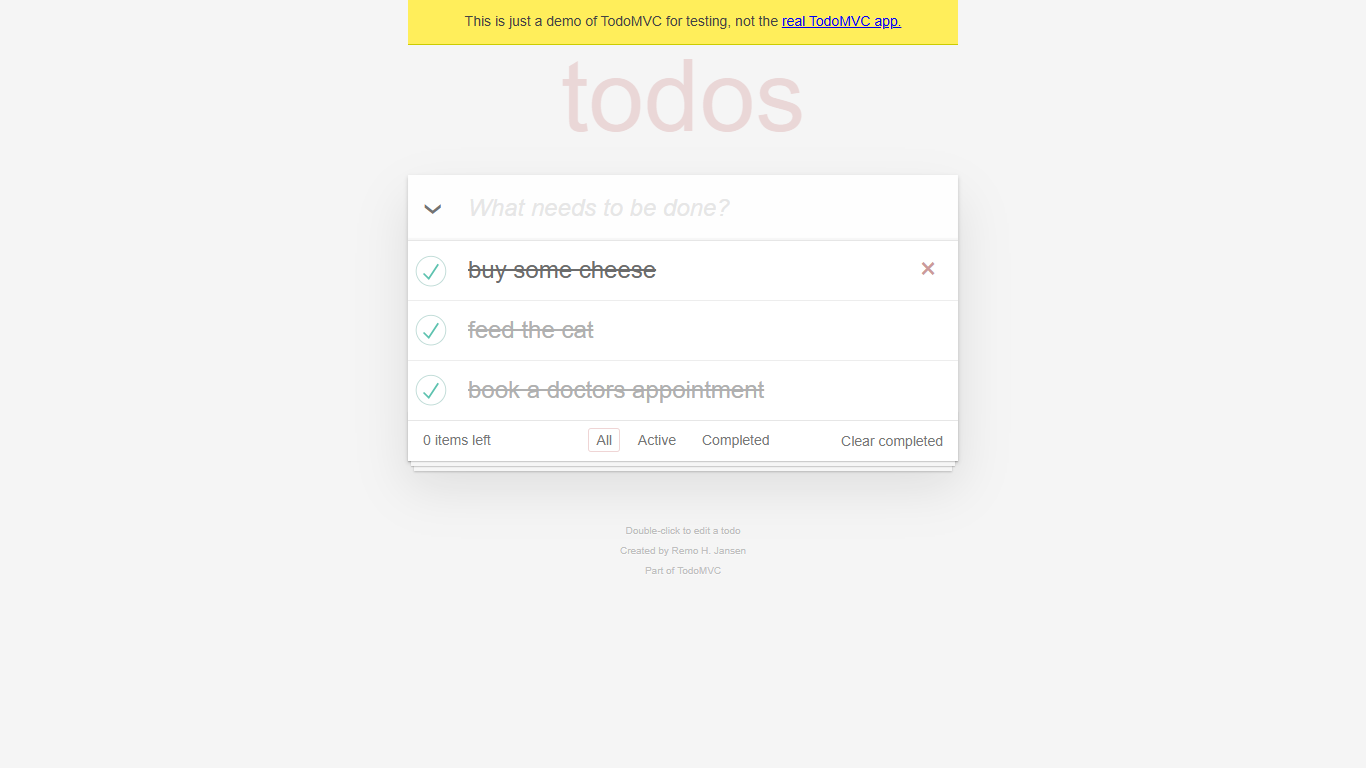 This is just a demo of TodoMVC for testing, not the real TodoMVC app.
todos
What needs to be done?
buy some cheese
feed the cat
book a doctors appointment
0 items left All Active Completed Clear completed
Double-click to edit a todo
Created by Remo H. Jansen
Part of TodoMVC